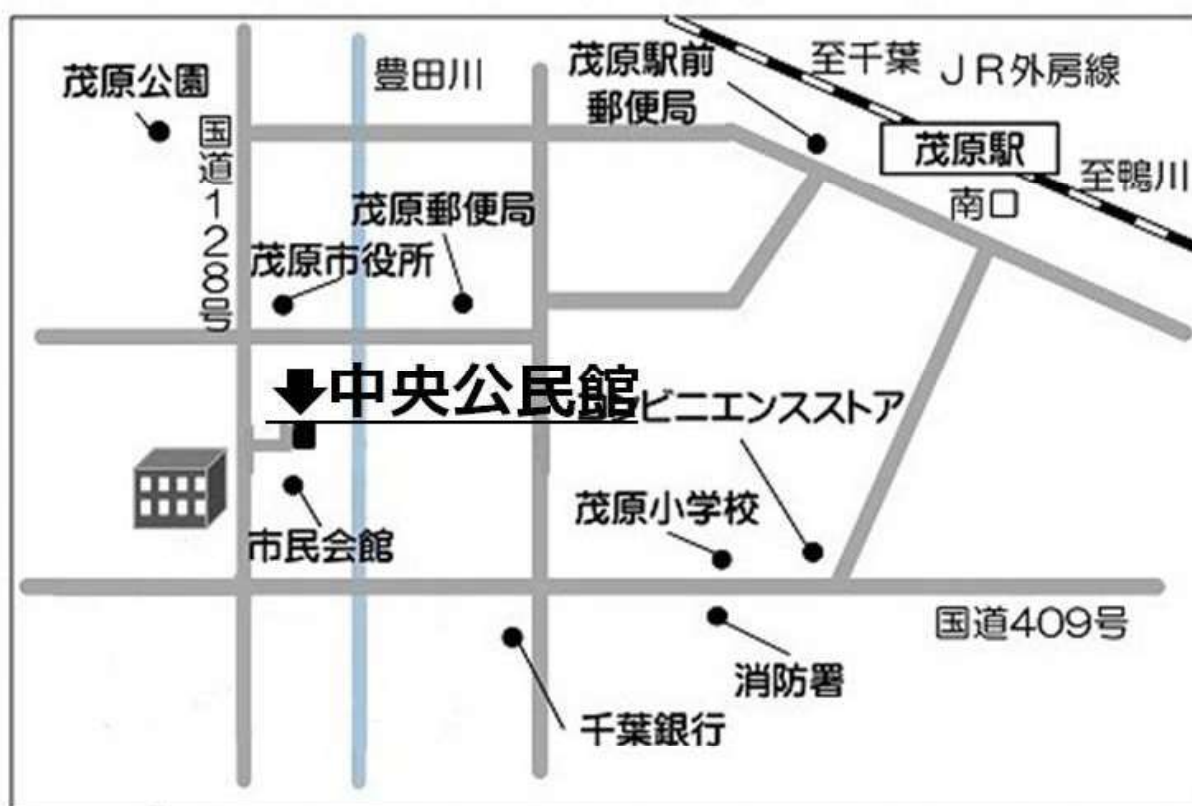 茂原公園
国道128号
豊田川
茂原駅前
郵便局
至千葉
JR外房線
茂原駅
至鴨川
南口
茂原郵便局
茂原市役所
中央公民館
ンビニエンスストア
茂原小学校
市民会館
国道409号
消防署
千葉銀行